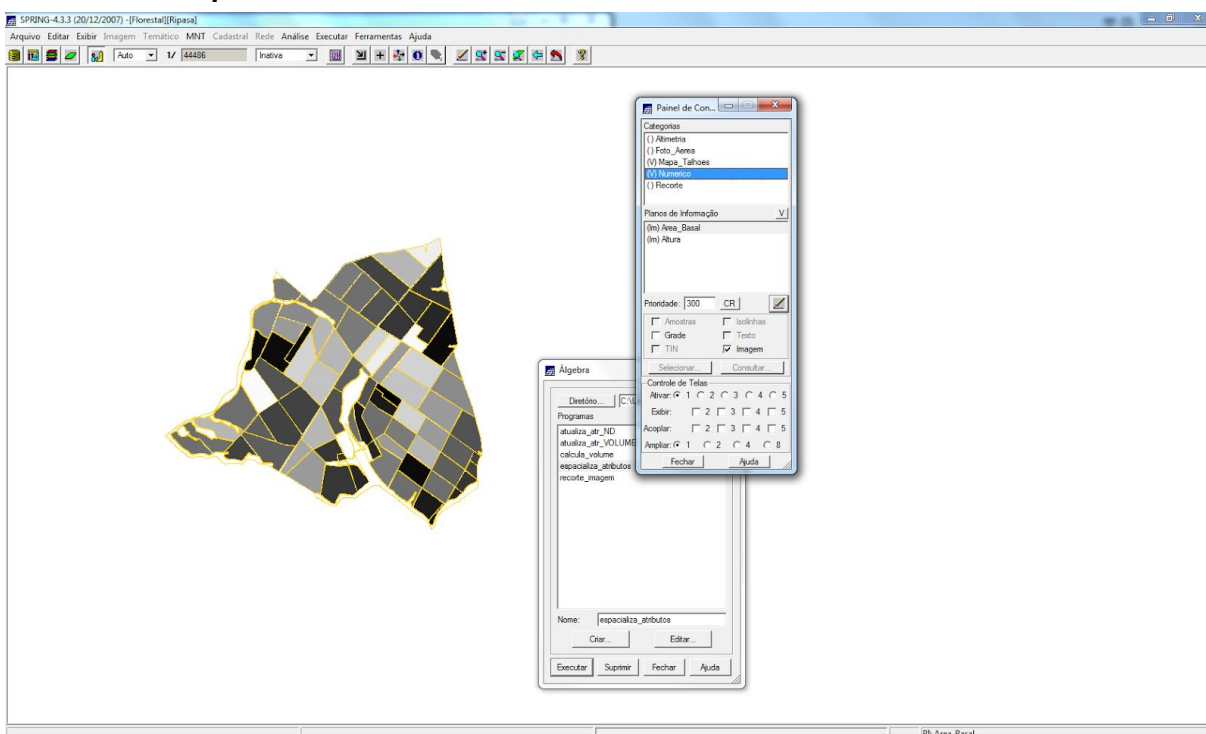 SPRING-4.3.3 (20/12/2007) -[Florestal][Ripasa]
Arquivo Editar Exibir Imagem Temático MNT Cadastral Rede Análise Executar Ferramentas Ajuda
Auto 1/ 44486 Inativa
Painel de Con...
Categorias
( ) Altimetria
( ) Foto_Aerea
(V) Mapa_Talhoes
(V) Numerico
( ) Recorte
Planos de Informação V
(Im) Area_Basal
(Im) Altura
Prioridade: 300 CR
Amostras Isolinhas
Grade Texto
TIN Imagem
Selecionar... Consultar...
Controle de Telas
Ativar: 1 2 3 4 5
Exibir: 2 3 4 5
Acoplar: 2 3 4 5
Ampliar: 1 2 4 8
Fechar Ajuda
Álgebra
Diretório...
Programas
atualiza_atr_ND
atualiza_atr_VOLUME
calcula_volume
espacializa_atributos
recorte_imagem
Nome: espacializa_atributos
Criar... Editar...
Executar Suprimir Fechar Ajuda
PI: Area_Basal